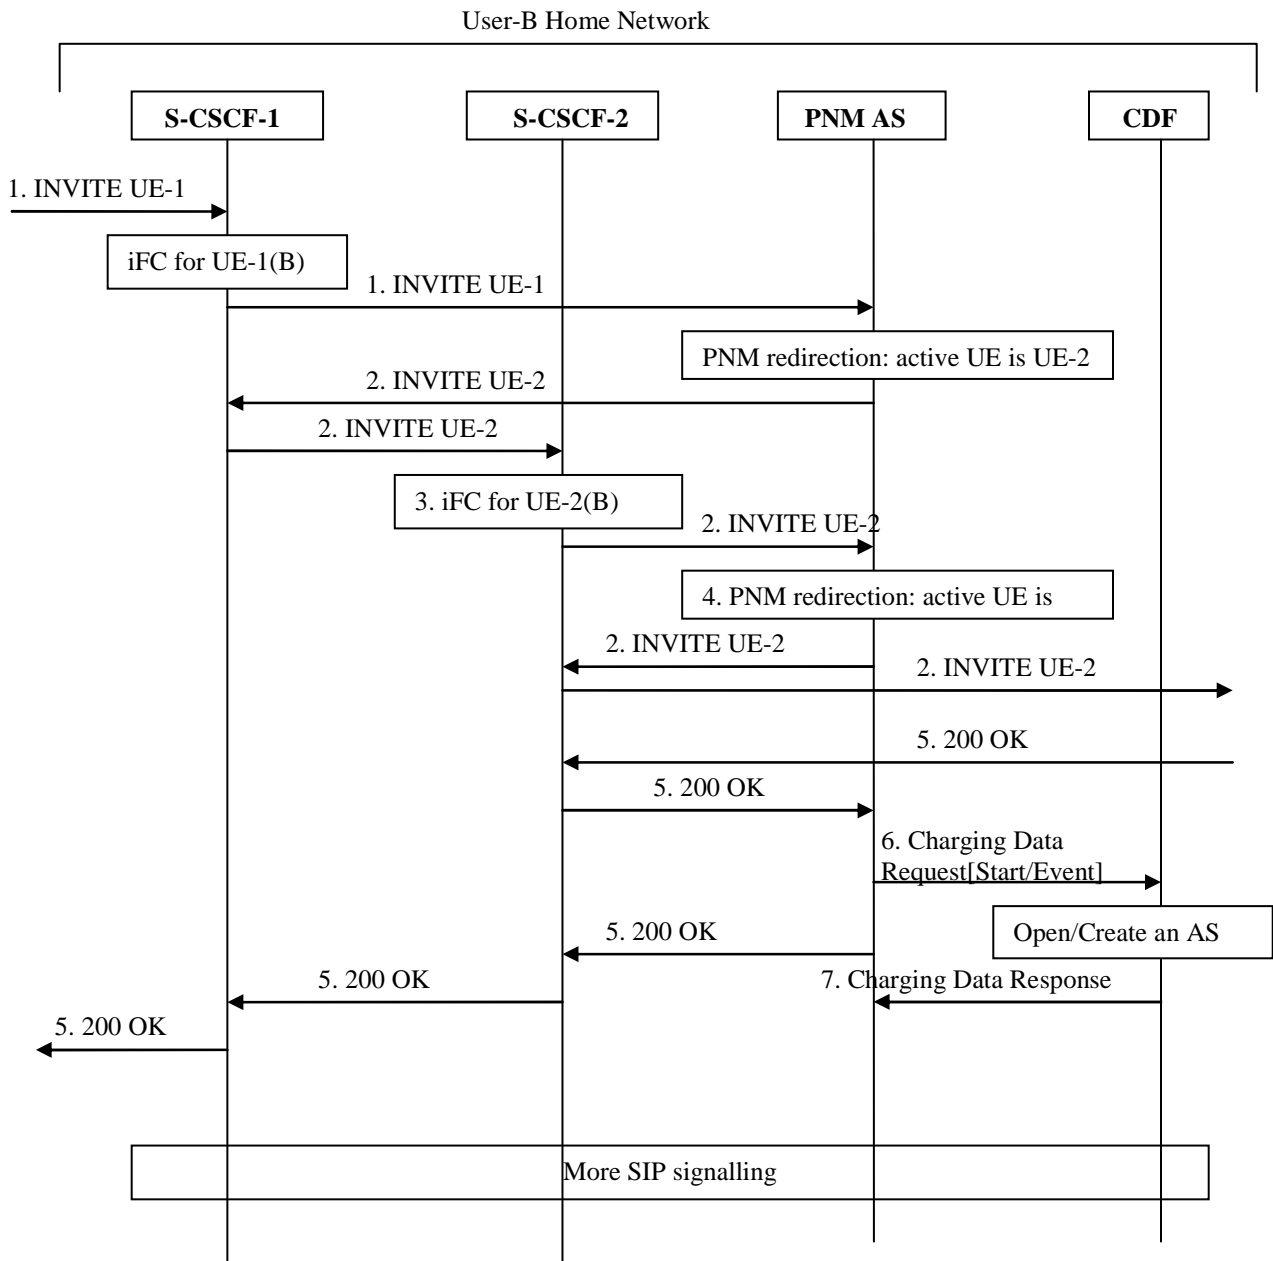 User-B Home Network
S-CSCF-1
S-CSCF-2
PNM AS
CDF
1. INVITE UE-1
iFC for UE-1(B)
1. INVITE UE-1
PNM redirection: active UE is UE-2
2. INVITE UE-2
2. INVITE UE-2
3. iFC for UE-2(B)
2. INVITE UE-2
4. PNM redirection: active UE is
2. INVITE UE-2
2. INVITE UE-2
5. 200 OK
5. 200 OK
6. Charging Data
Request[Start/Event]
Open/Create an AS
5. 200 OK
5. 200 OK
7. Charging Data Response
5. 200 OK
More SIP signalling